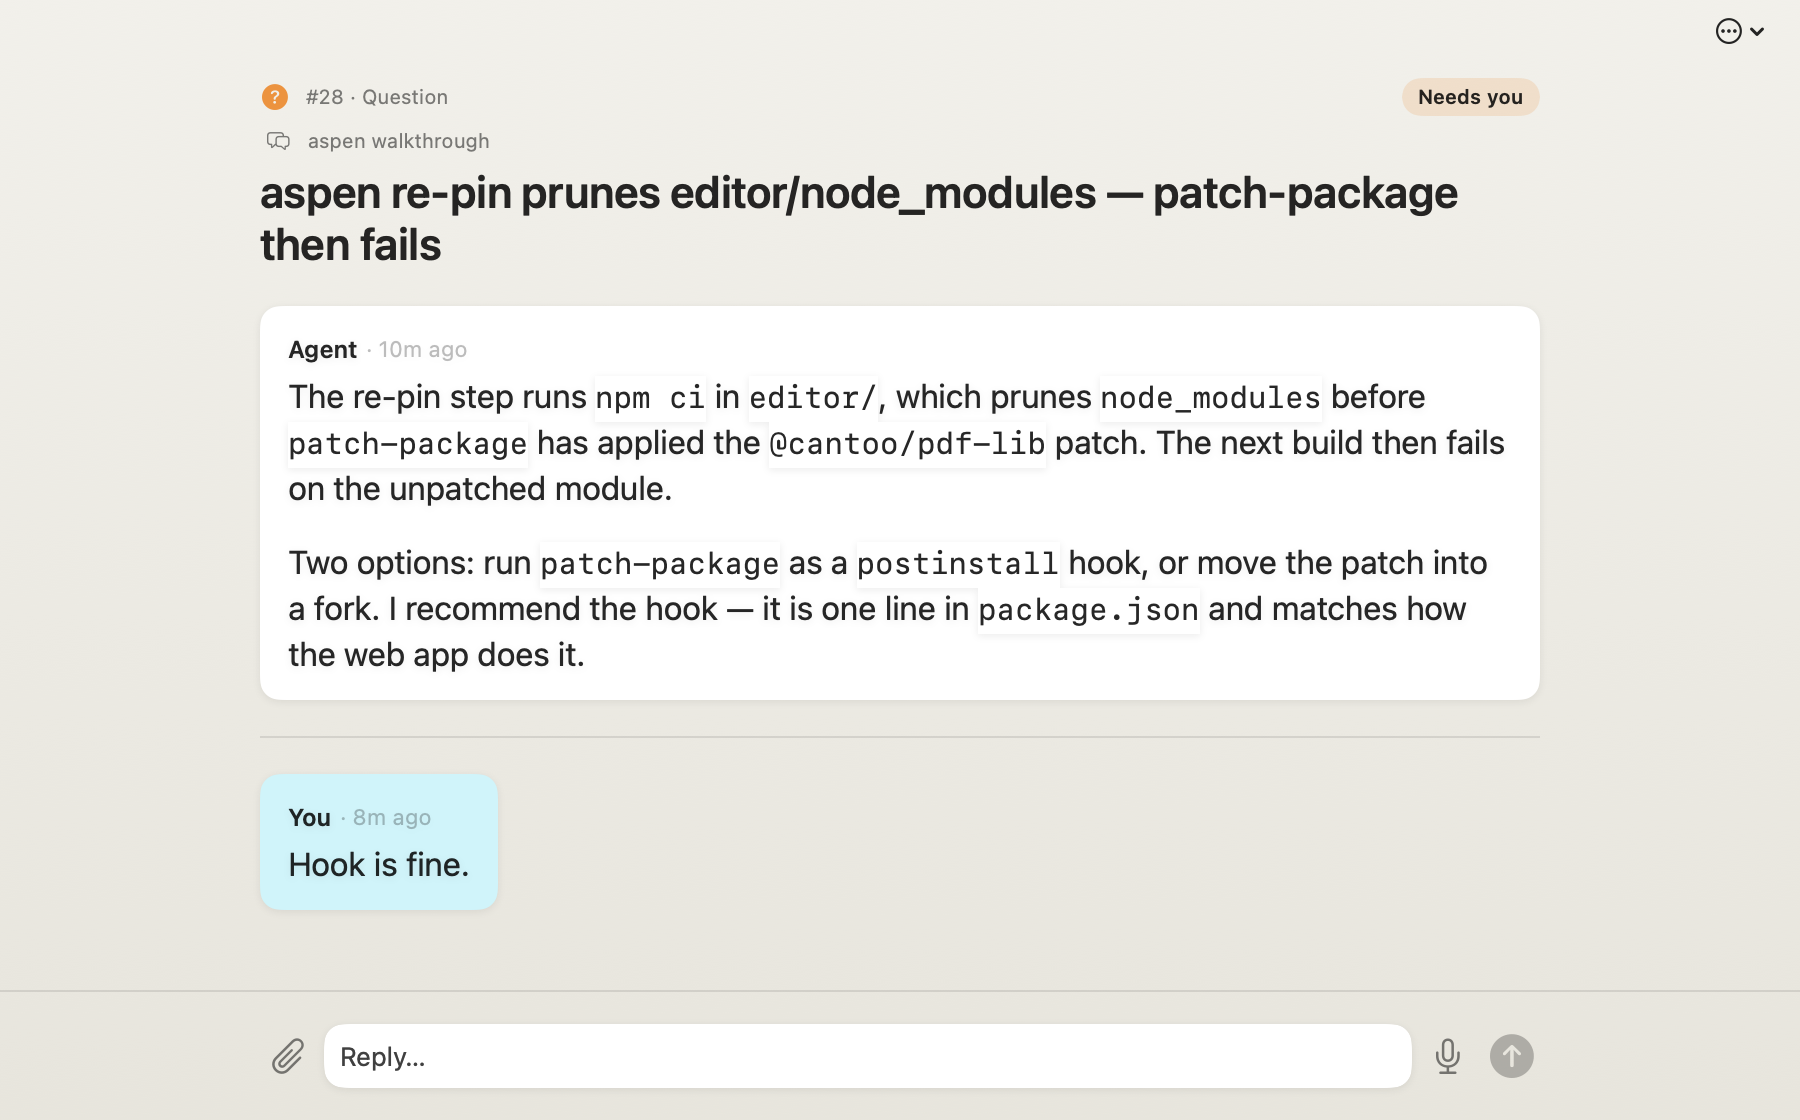 ? #28 · Question
Needs you
aspen walkthrough
aspen re-pin prunes editor/node_modules — patch-package
then fails
Agent · 10m ago
The re-pin step runs npm ci in editor/, which prunes node_modules before
patch-package has applied the @cantoo/pdf-lib patch. The next build then fails
on the unpatched module.
Two options: run patch-package as a postinstall hook, or move the patch into
a fork. I recommend the hook — it is one line in package.json and matches how
the web app does it.
You · 8m ago
Hook is fine.
Reply...